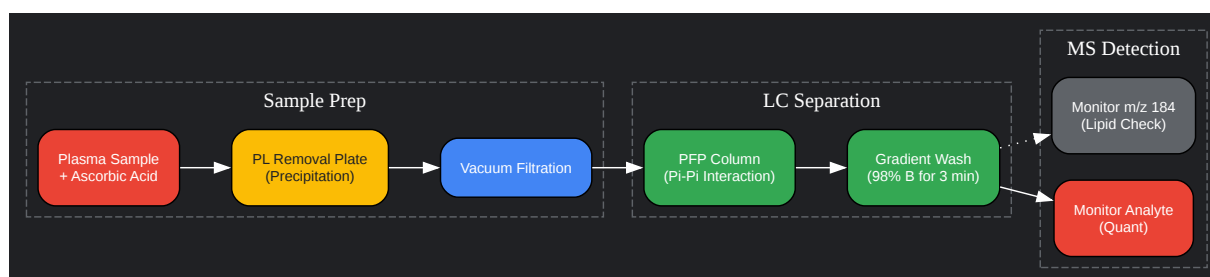 Sample Prep
Plasma Sample
+ Ascorbic Acid
PL Removal Plate
(Precipitation)
Vacuum Filtration
LC Separation
PFP Column
(Pi-Pi Interaction)
Gradient Wash
(98% B for 3 min)
MS Detection
Monitor m/z 184
(Lipid Check)
Monitor Analyte
(Quant)